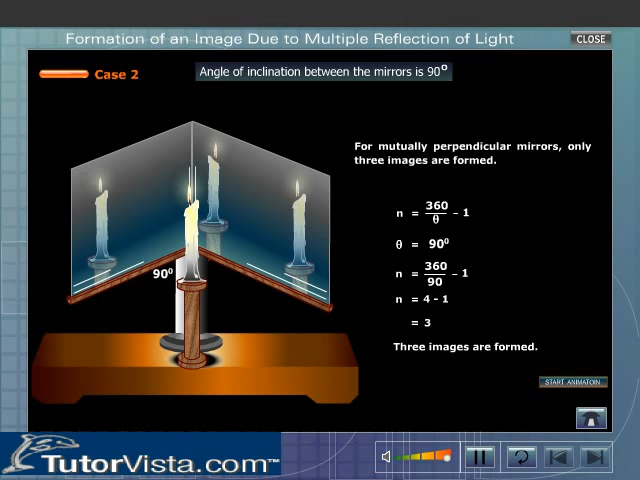 Formation of an Image Due to Multiple Reflection of Light
CLOSE
Case 2
Angle of inclination between the mirrors is 90⁰
For mutually perpendicular mirrors, only
three images are formed.
n = 360/θ – 1
θ = 90⁰
n = 360/90 – 1
n = 4 - 1
= 3
Three images are formed.
90⁰
START ANIMATOIN
TutorVista.com™